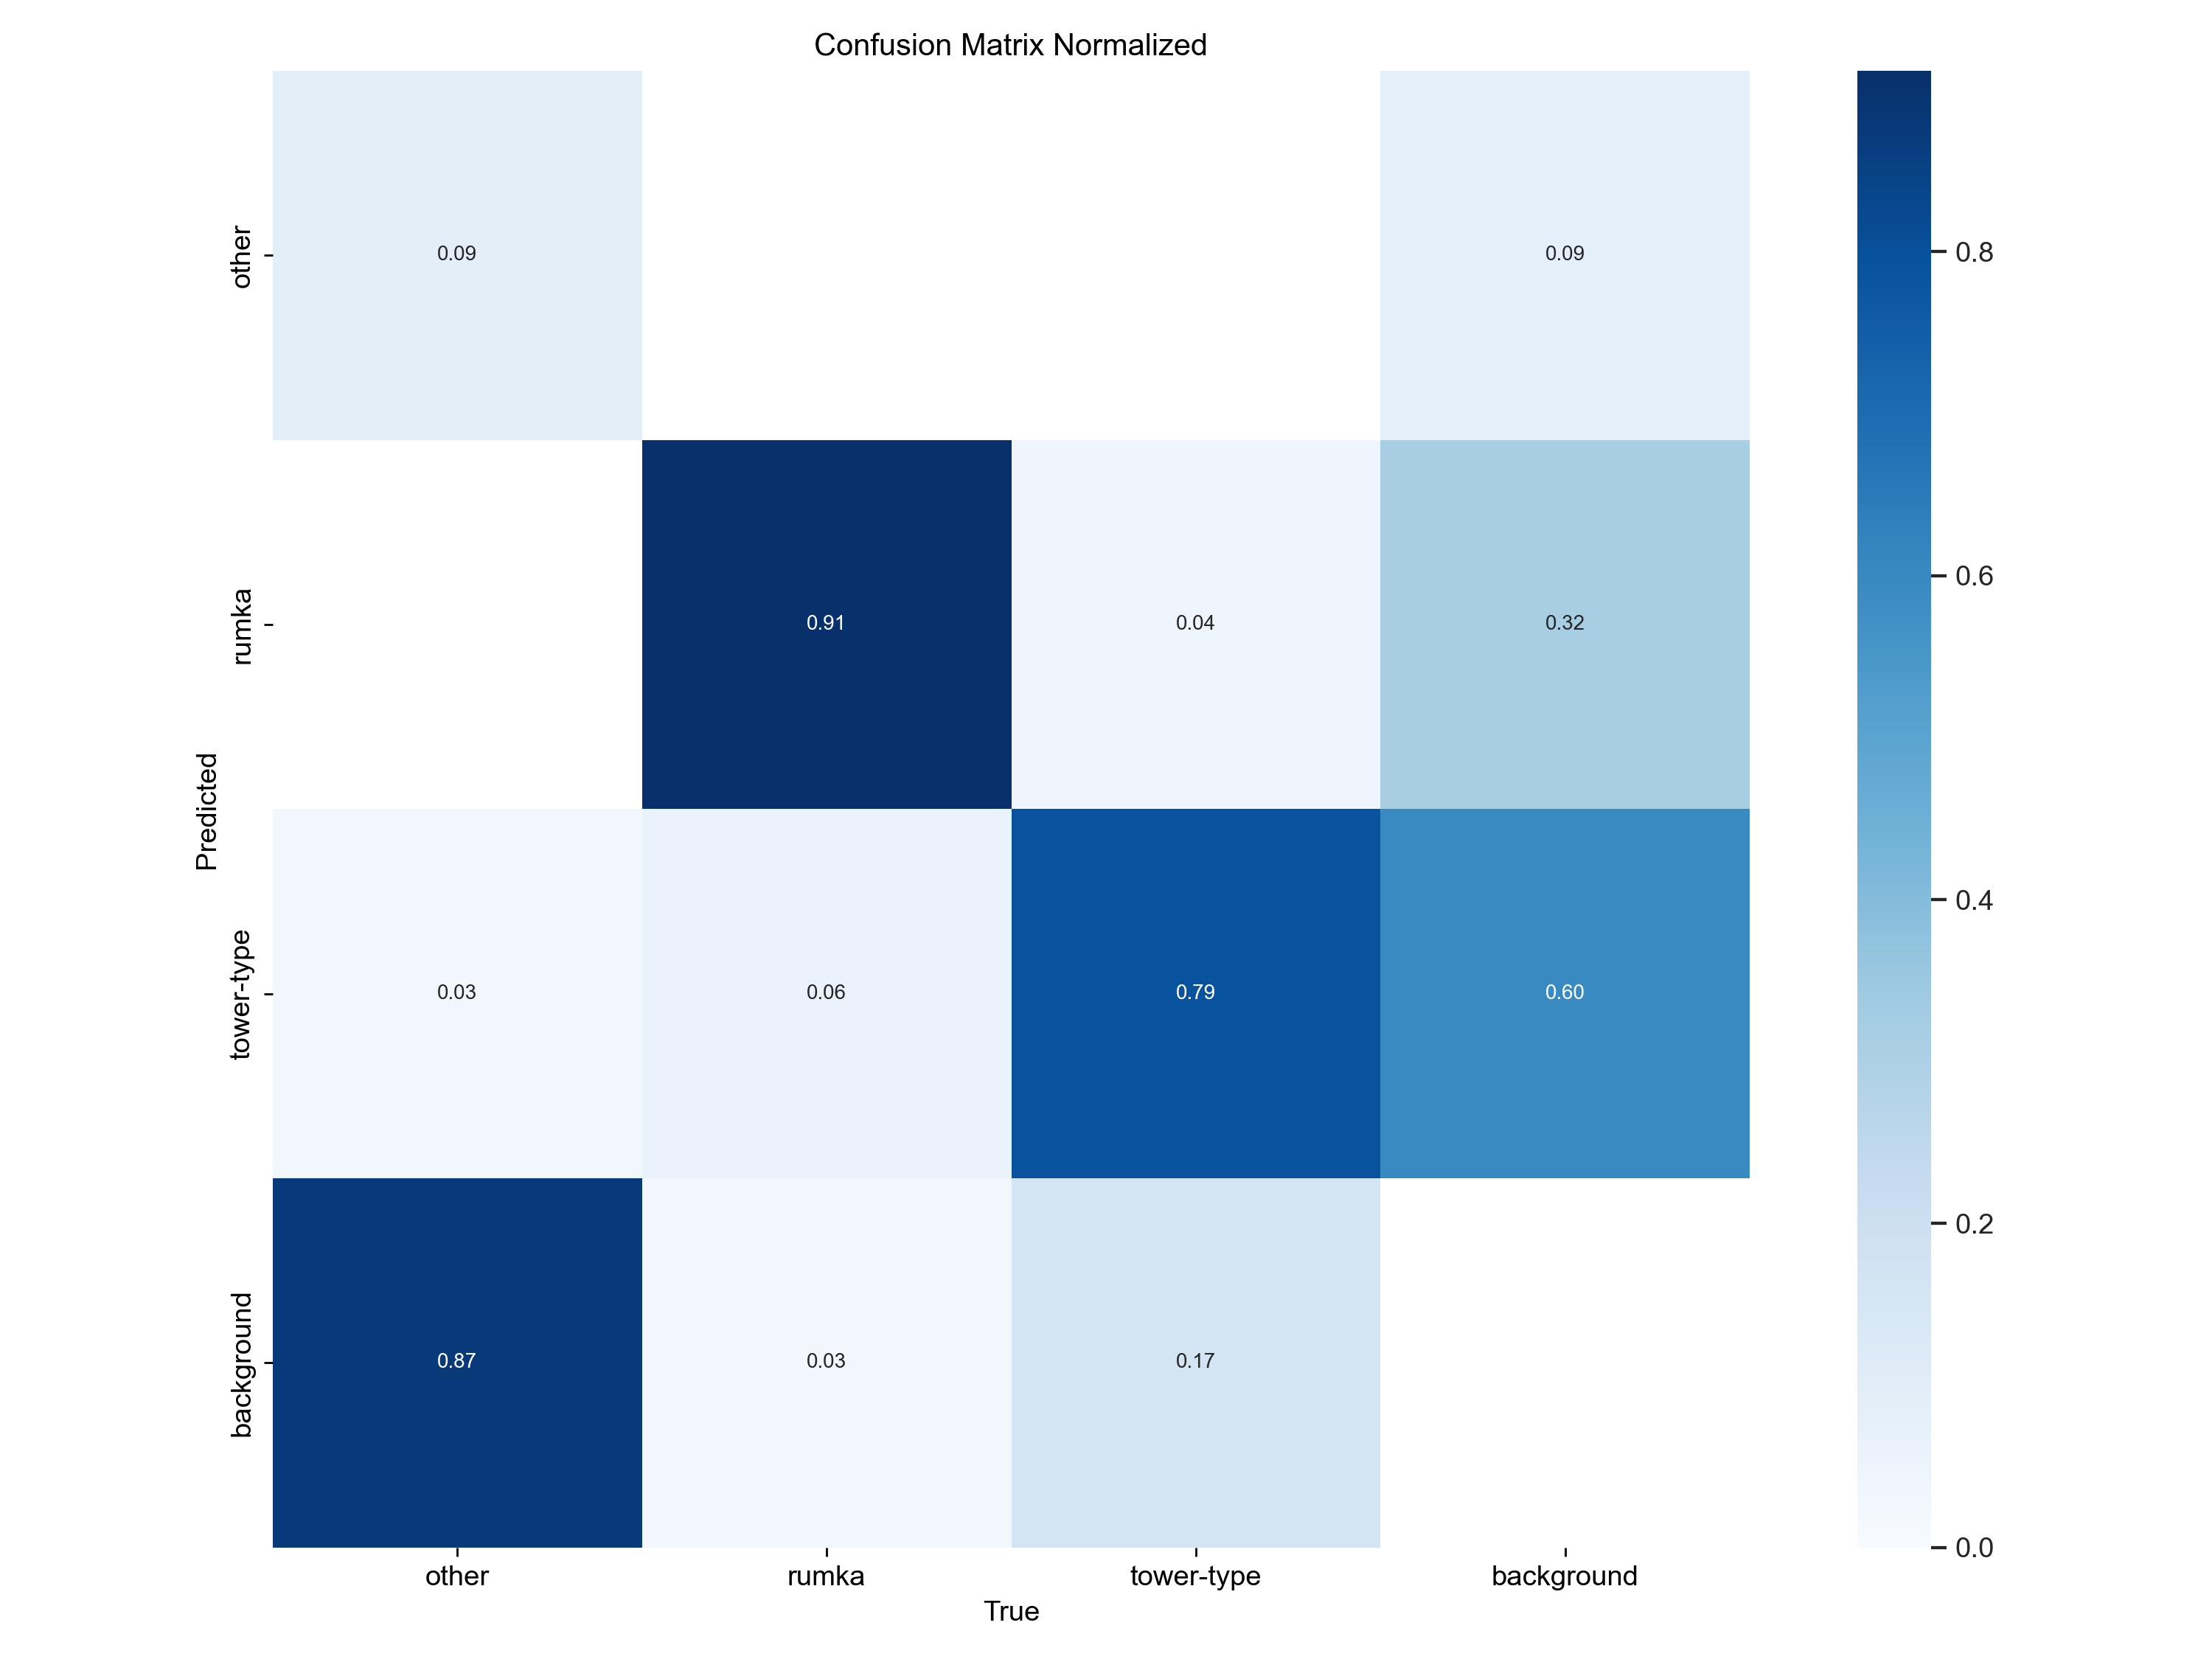 Confusion Matrix Normalized
other
0.09
0.09
rumka
0.91
0.04
0.32
tower-type
0.03
0.06
0.79
0.60
background
0.87
0.03
0.17
Predicted
other
rumka
tower-type
background
True
0.8
0.6
0.4
0.2
0.0